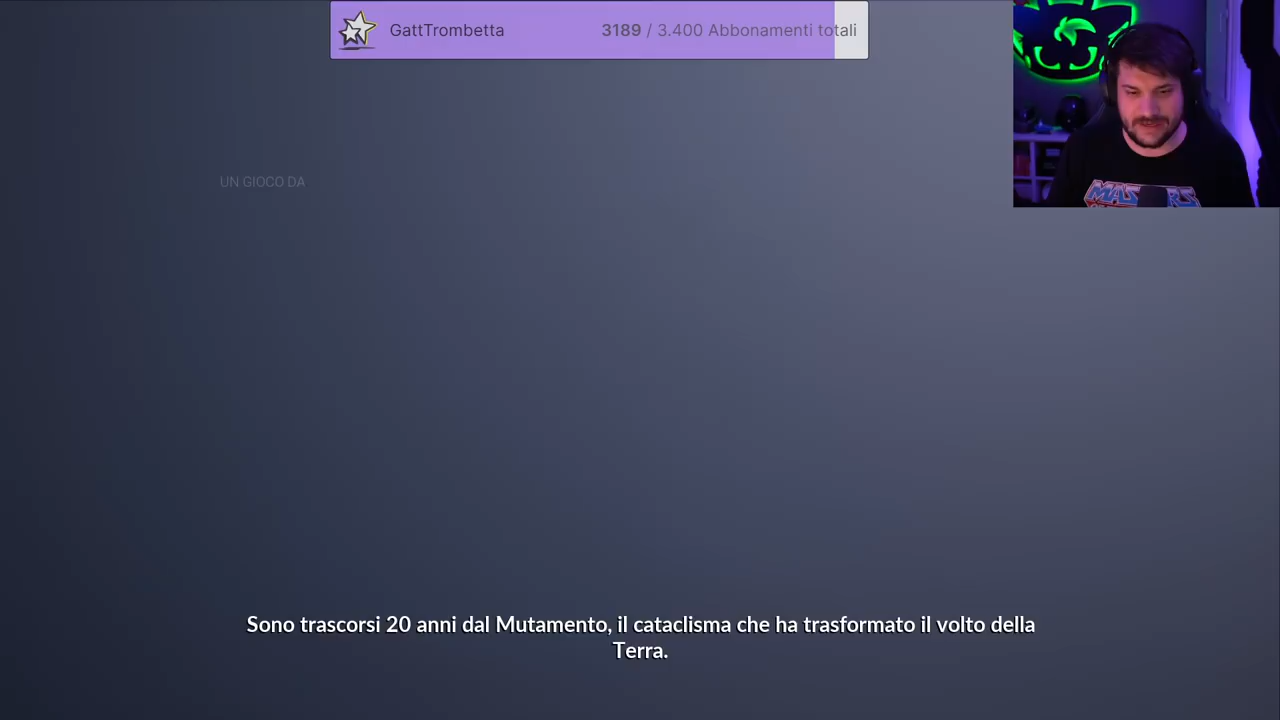 GattTrombetta
3189 / 3.400 Abbonamenti totali
UN GIOCO DA
Sono trascorsi 20 anni dal Mutamento, il cataclisma che ha trasformato il volto della
Terra.